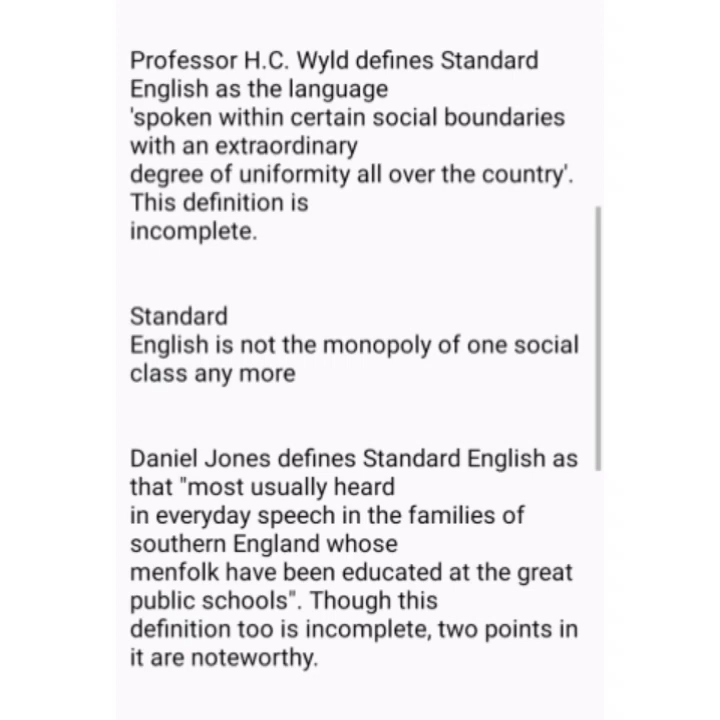 Professor H.C. Wyld defines Standard
English as the language
'spoken within certain social boundaries
with an extraordinary
degree of uniformity all over the country'.
This definition is
incomplete.
Standard
English is not the monopoly of one social
class any more
Daniel Jones defines Standard English as
that "most usually heard
in everyday speech in the families of
southern England whose
menfolk have been educated at the great
public schools". Though this
definition too is incomplete, two points in
it are noteworthy.